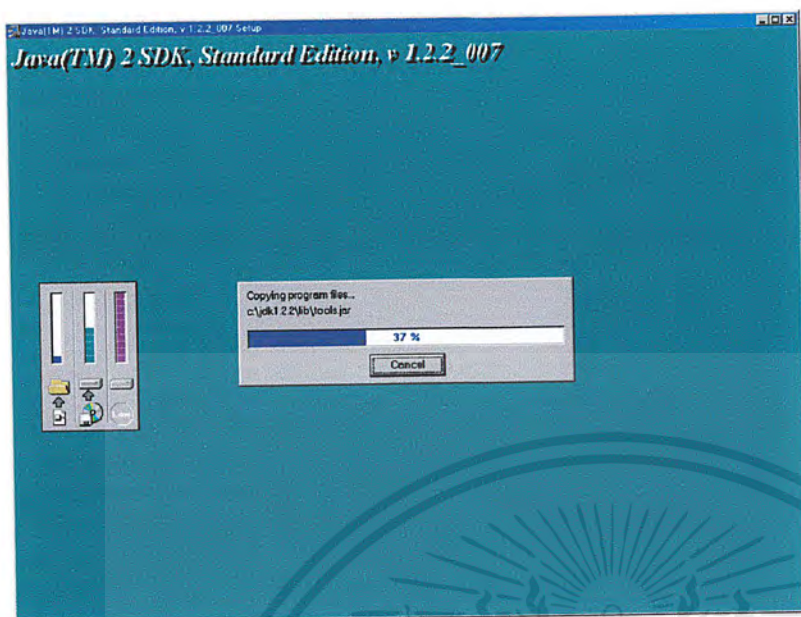 Java(TM) 2 SDK, Standard Edition, v 1.2.2_007 Setup
Java(TM) 2 SDK, Standard Edition, v 1.2.2_007
Copying program files...
c:\jdk1.2.2\lib\tools.jar
37 %
Cancel